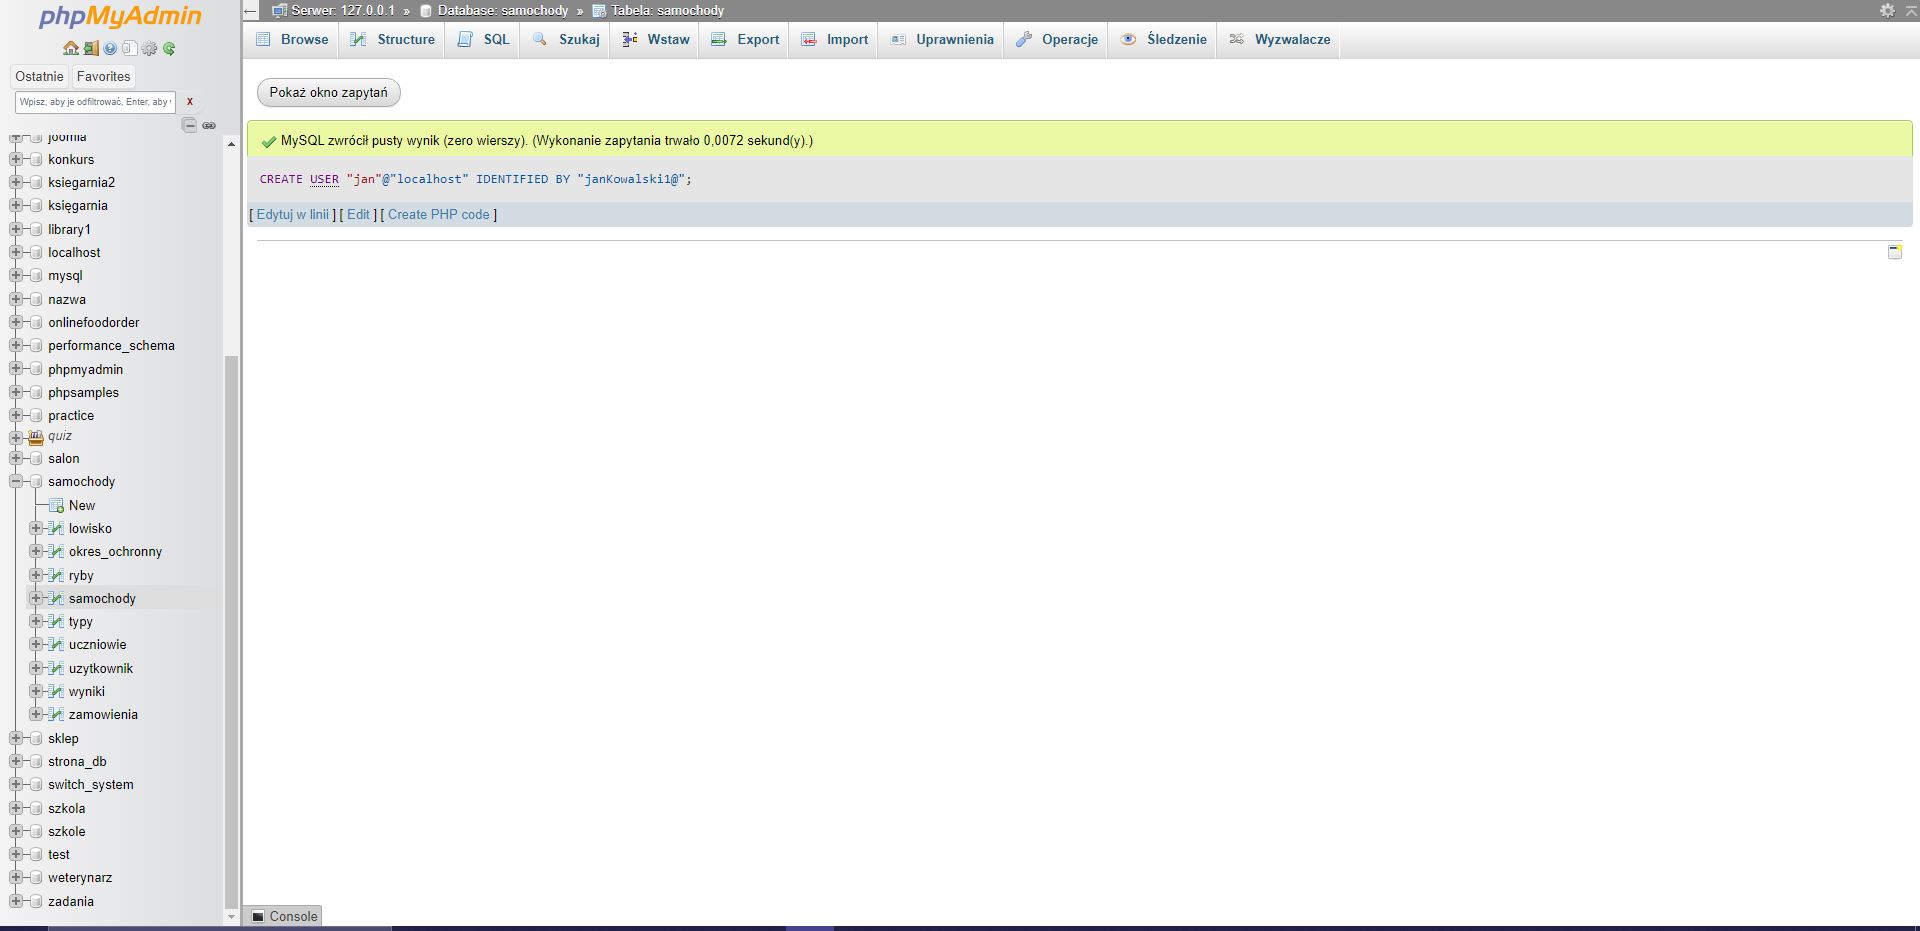 phpMyAdmin
Ostatnie Favorites
Wpisz, aby je odfiltrować, Enter, aby X
joomla
konkurs
ksiegarnia2
księgarnia
library1
localhost
mysql
nazwa
onlinefoodorder
performance_schema
phpmyadmin
phpsamples
practice
quiz
salon
samochody
New
lowisko
okres_ochronny
ryby
samochody
typy
uczniowie
uzytkownik
wyniki
zamowienia
sklep
strona_db
switch_system
szkola
szkole
test
weterynarz
zadania
Serwer: 127.0.0.1 » Database: samochody » Tabela: samochody
Browse Structure SQL Szukaj Wstaw Export Import Uprawnienia Operacje Śledzenie Wyzwalacze
Pokaż okno zapytań
MySQL zwrócił pusty wynik (zero wierszy). (Wykonanie zapytania trwało 0,0072 sekund(y).)
CREATE USER "jan"@"localhost" IDENTIFIED BY "janKowalski1@";
[ Edytuj w linii ] [ Edit ] [ Create PHP code ]
Console